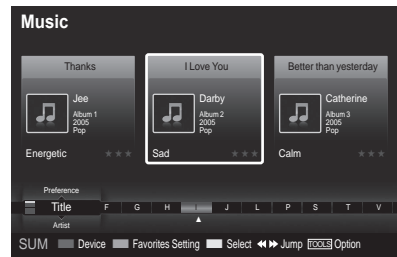 Music
Thanks
I Love You
Better than yesterday
Jee
Album 1
2005
Pop
Energetic
Darby
Album 2
2005
Pop
Sad
Catherine
Album 3
2005
Pop
Calm
Preference
Title F G H I J L P S T V
Artist
SUM Device Favorites Setting Select Jump TOOLS Option